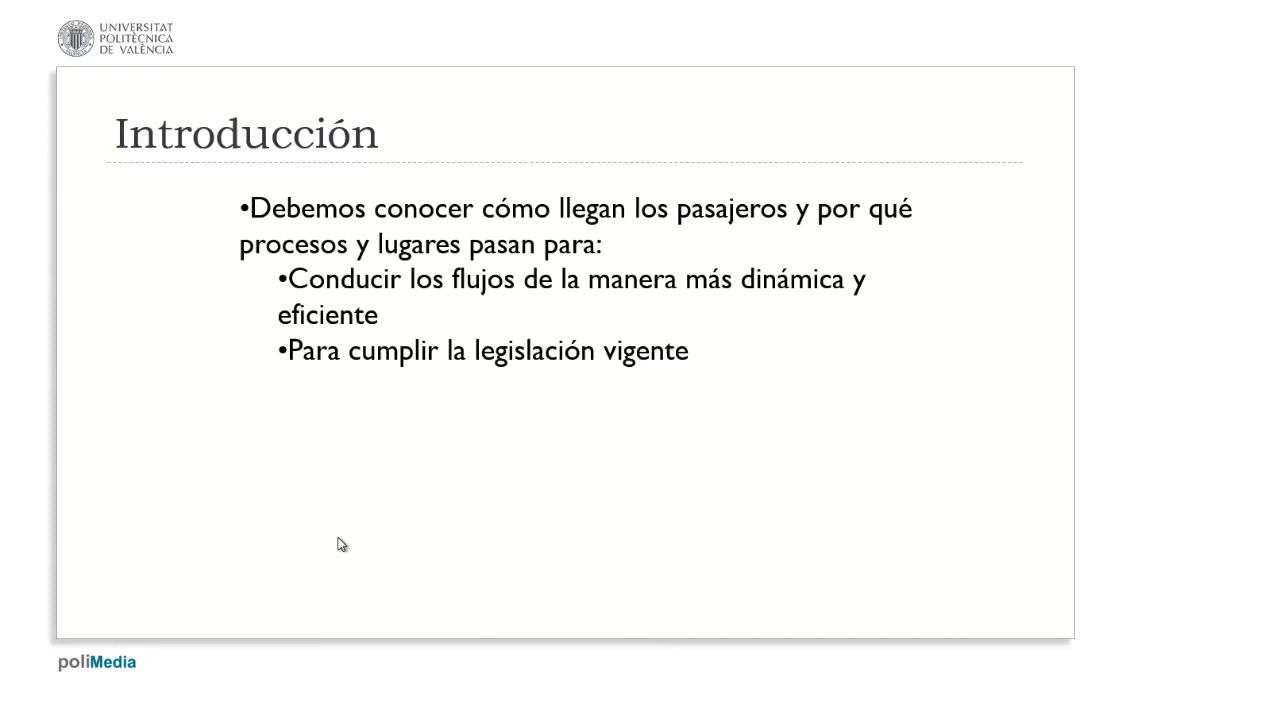 UNIVERSITAT
POLITÈCNICA
DE VALÈNCIA
Introducción
•Debemos conocer cómo llegan los pasajeros y por qué
procesos y lugares pasan para:
•Conducir los flujos de la manera más dinámica y
eficiente
•Para cumplir la legislación vigente
poliMedia